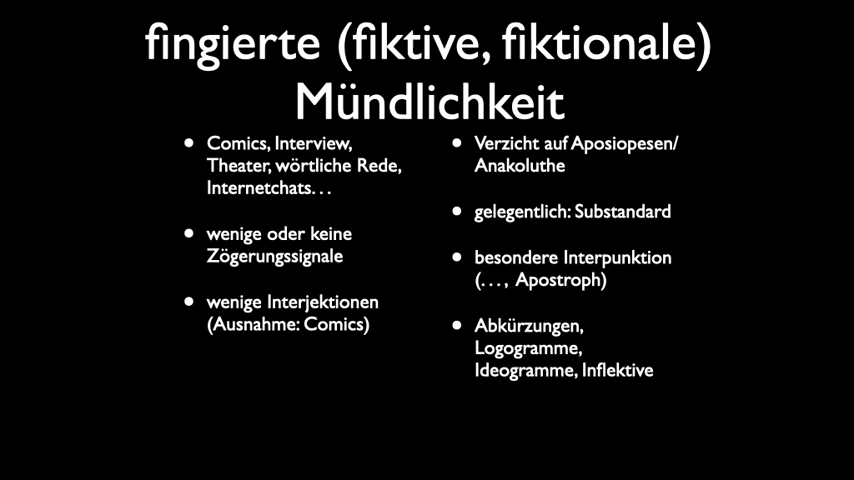 fingierte (fiktive, fiktionale)
Mündlichkeit
• Comics, Interview,
Theater, wörtliche Rede,
Internetchats...
• wenige oder keine
Zögerungssignale
• wenige Interjektionen
(Ausnahme: Comics)
• Verzicht auf Aposiopesen/
Anakoluthe
• gelegentlich: Substandard
• besondere Interpunktion
(..., Apostroph)
• Abkürzungen,
Logogramme,
Ideogramme, Inflektive